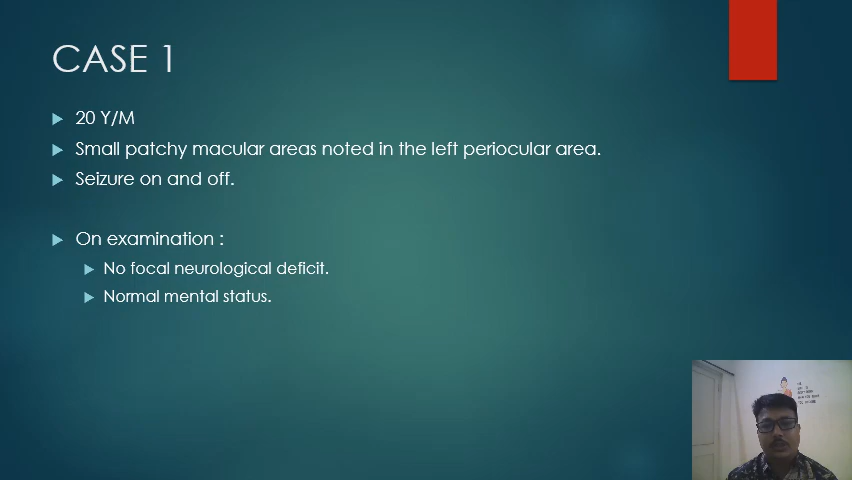 CASE 1
20 Y/M
Small patchy macular areas noted in the left periocular area.
Seizure on and off.
On examination :
No focal neurological deficit.
Normal mental status.